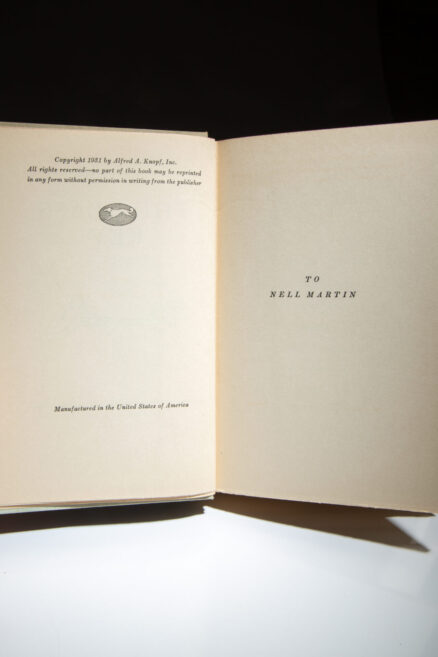 Copyright 1931 by Alfred A. Knopf, Inc.
All rights reserved—no part of this book may be reprinted
in any form without permission in writing from the publisher
Manufactured in the United States of America
TO
NELL MARTIN